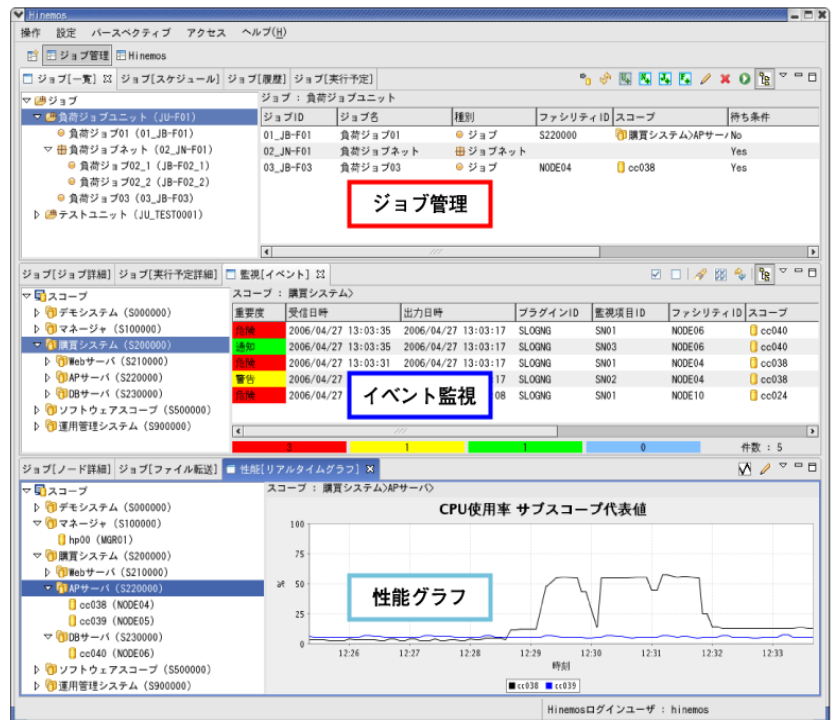 Hinemos
操作 設定 パースペクティブ アクセス ヘルプ(H)
ジョブ管理 Hinemos
ジョブ[一覧] ジョブ[スケジュール] ジョブ[履歴] ジョブ[実行予定]
ジョブ
負荷ジョブユニット (JU-F01)
負荷ジョブ01 (01_JB-F01)
負荷ジョブネット (02_JN-F01)
負荷ジョブ02_1 (JB-F02_1)
負荷ジョブ02_2 (JB-F02_2)
負荷ジョブ03 (03_JB-F03)
テストユニット (JU_TEST0001)
ジョブ : 負荷ジョブユニット
ジョブID ジョブ名 種別 ファシリティID スコープ 待ち条件
01_JB-F01 負荷ジョブ01 ジョブ S220000 購買システム>APサー No
02_JN-F01 負荷ジョブネット ジョブネット Yes
03_JB-F03 負荷ジョブ03 ジョブ NODE04 cc038 Yes
ジョブ管理
ジョブ[ジョブ詳細] ジョブ[実行予定詳細] 監視[イベント]
スコープ
デモシステム (S000000)
マネージャ (S100000)
購買システム (S200000)
Webサーバ (S210000)
APサーバ (S220000)
DBサーバ (S230000)
ソフトウェアスコープ (S500000)
運用管理システム (S900000)
スコープ : 購買システム>
重要度 受信日時 出力日時 プラグインID 監視項目ID ファシリティID スコープ
危険 2006/04/27 13:03:35 2006/04/27 13:03:17 SLOGNG SN01 NODE06 cc040
通知 2006/04/27 13:03:35 2006/04/27 13:03:17 SLOGNG SN03 NODE06 cc040
危険 2006/04/27 13:03:31 2006/04/27 13:03:17 SLOGNG SN01 NODE04 cc038
警告 2006/04/27 17 SLOGNG SN02 NODE04 cc038
危険 2006/04/27 08 SLOGNG SN01 NODE10 cc024
イベント監視
3 1 1 0 件数 : 5
ジョブ[ノード詳細] ジョブ[ファイル転送] 性能[リアルタイムグラフ]
スコープ
デモシステム (S000000)
マネージャ (S100000)
hp00 (MGR01)
購買システム (S200000)
Webサーバ (S210000)
APサーバ (S220000)
cc038 (NODE04)
cc039 (NODE05)
DBサーバ (S230000)
cc040 (NODE06)
ソフトウェアスコープ (S500000)
運用管理システム (S900000)
スコープ : 購買システム>APサーバ>
CPU使用率 サブスコープ代表値
100
75
% 50
25
0
性能グラフ
12:26 12:27 12:28 12:29 12:30 12:31 12:32 12:33
時刻
cc038 cc039
Hinemosログインユーザ : hinemos